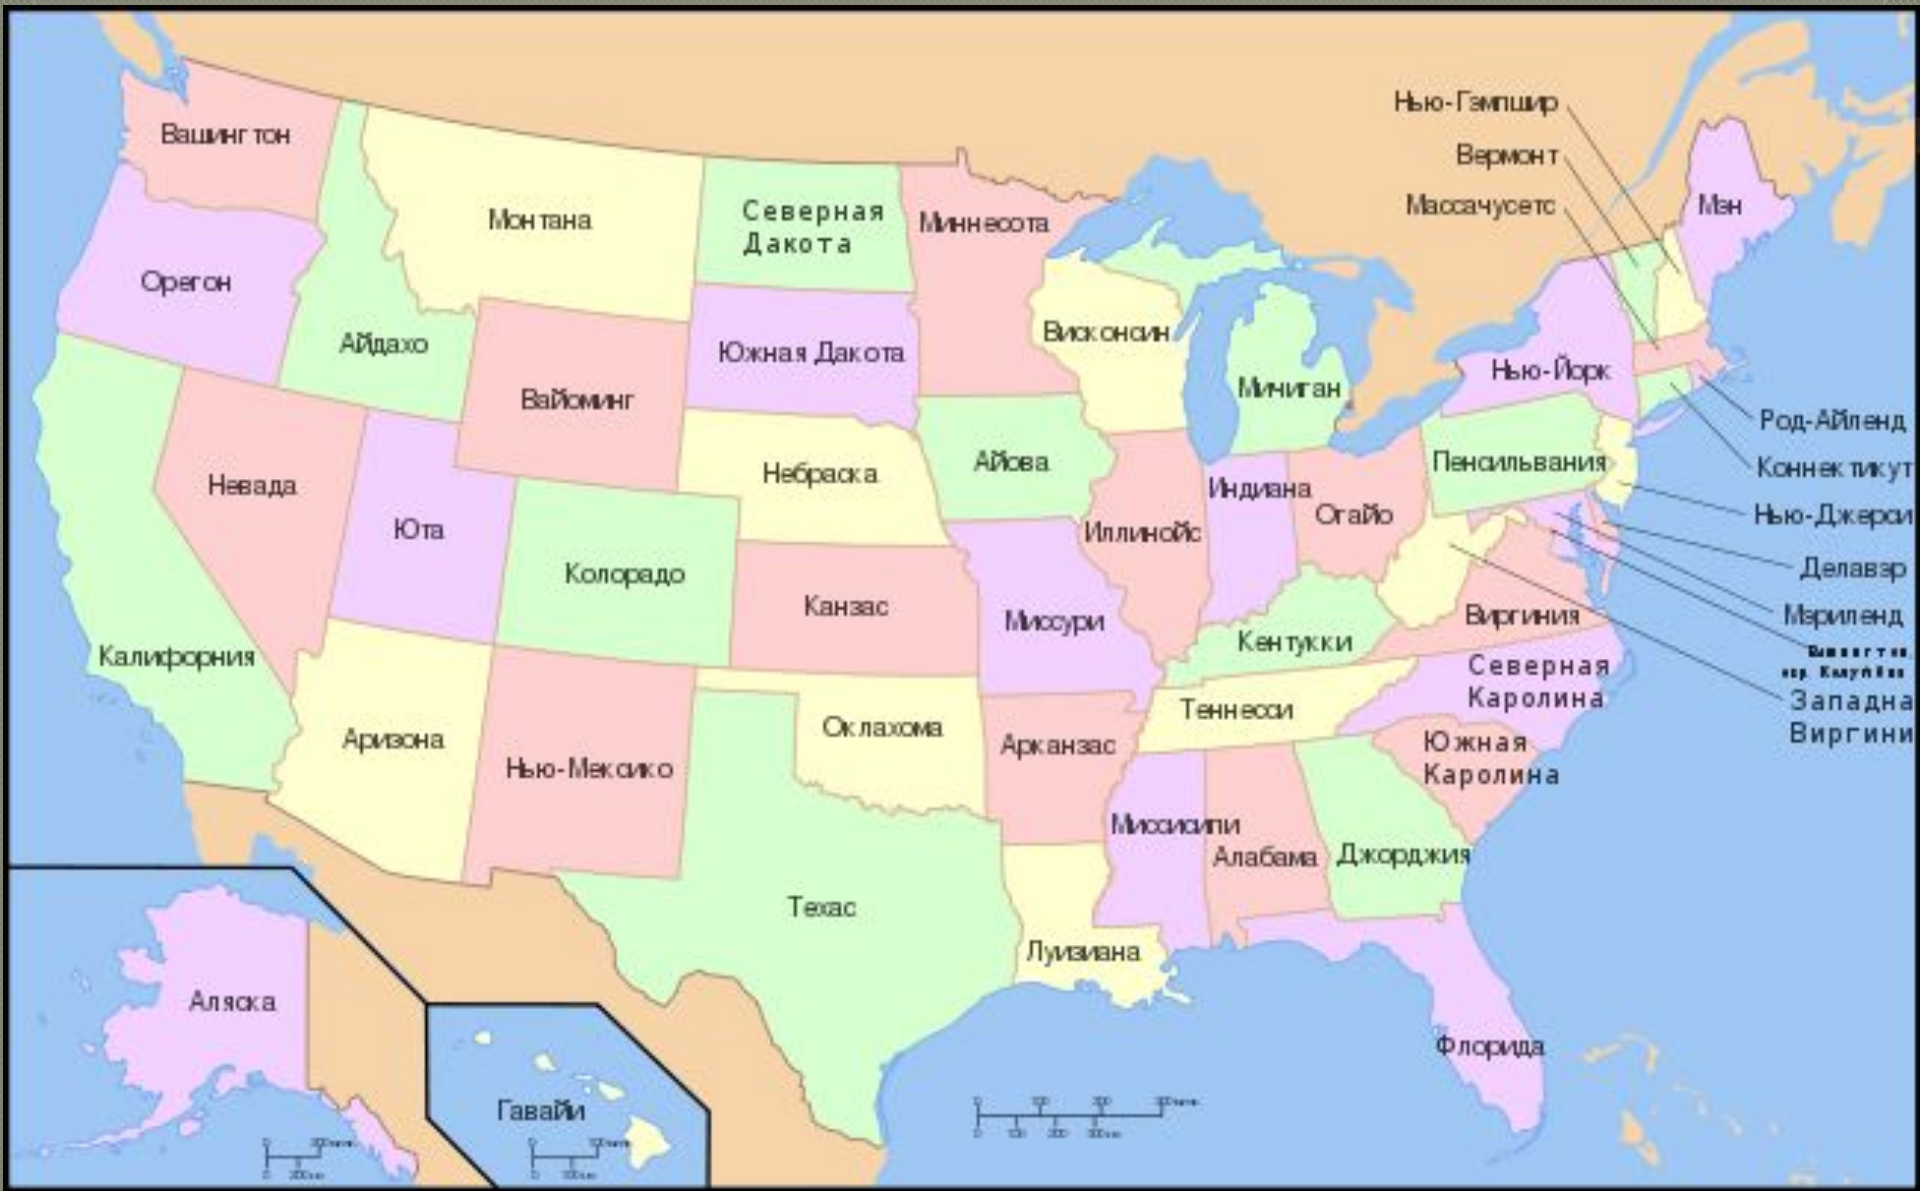 Нью-Гэмпшир
Вермонт
Массачусетс
Мэн
Вашингтон
Монтана
Северная
Дакота
Миннесота
Орегон
Айдахо
Южная Дакота
Висконсин
Мичиган
Нью-Йорк
Вайоминг
Род-Айленд
Невада
Небраска
Айова
Пенсильвания
Коннектикут
Юта
Иллинойс
Индиана
Огайо
Нью-Джерси
Колорадо
Канзас
Миссури
Делавэр
Калифорния
Кентукки
Виргиния
Мэриленд
Северная
Каролина
Западна
Виргини
Аризона
Нью-Мексико
Оклахома
Арканзас
Теннесси
Южная
Каролина
Миссисипи
Алабама
Джорджия
Техас
Луизиана
Аляска
Гавайи
Флорида